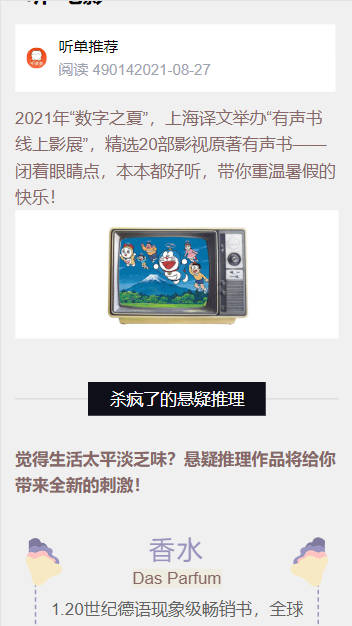 听单推荐
阅读 490142021-08-27
2021年“数字之夏”，上海译文举办“有声书
线上影展”，精选20部影视原著有声书——
闭着眼睛点，本本都好听，带你重温暑假的
快乐！
杀疯了的悬疑推理
觉得生活太平淡乏味？悬疑推理作品将给你
带来全新的刺激！
香水
Das Parfum
1.20世纪德语现象级畅销书，全球